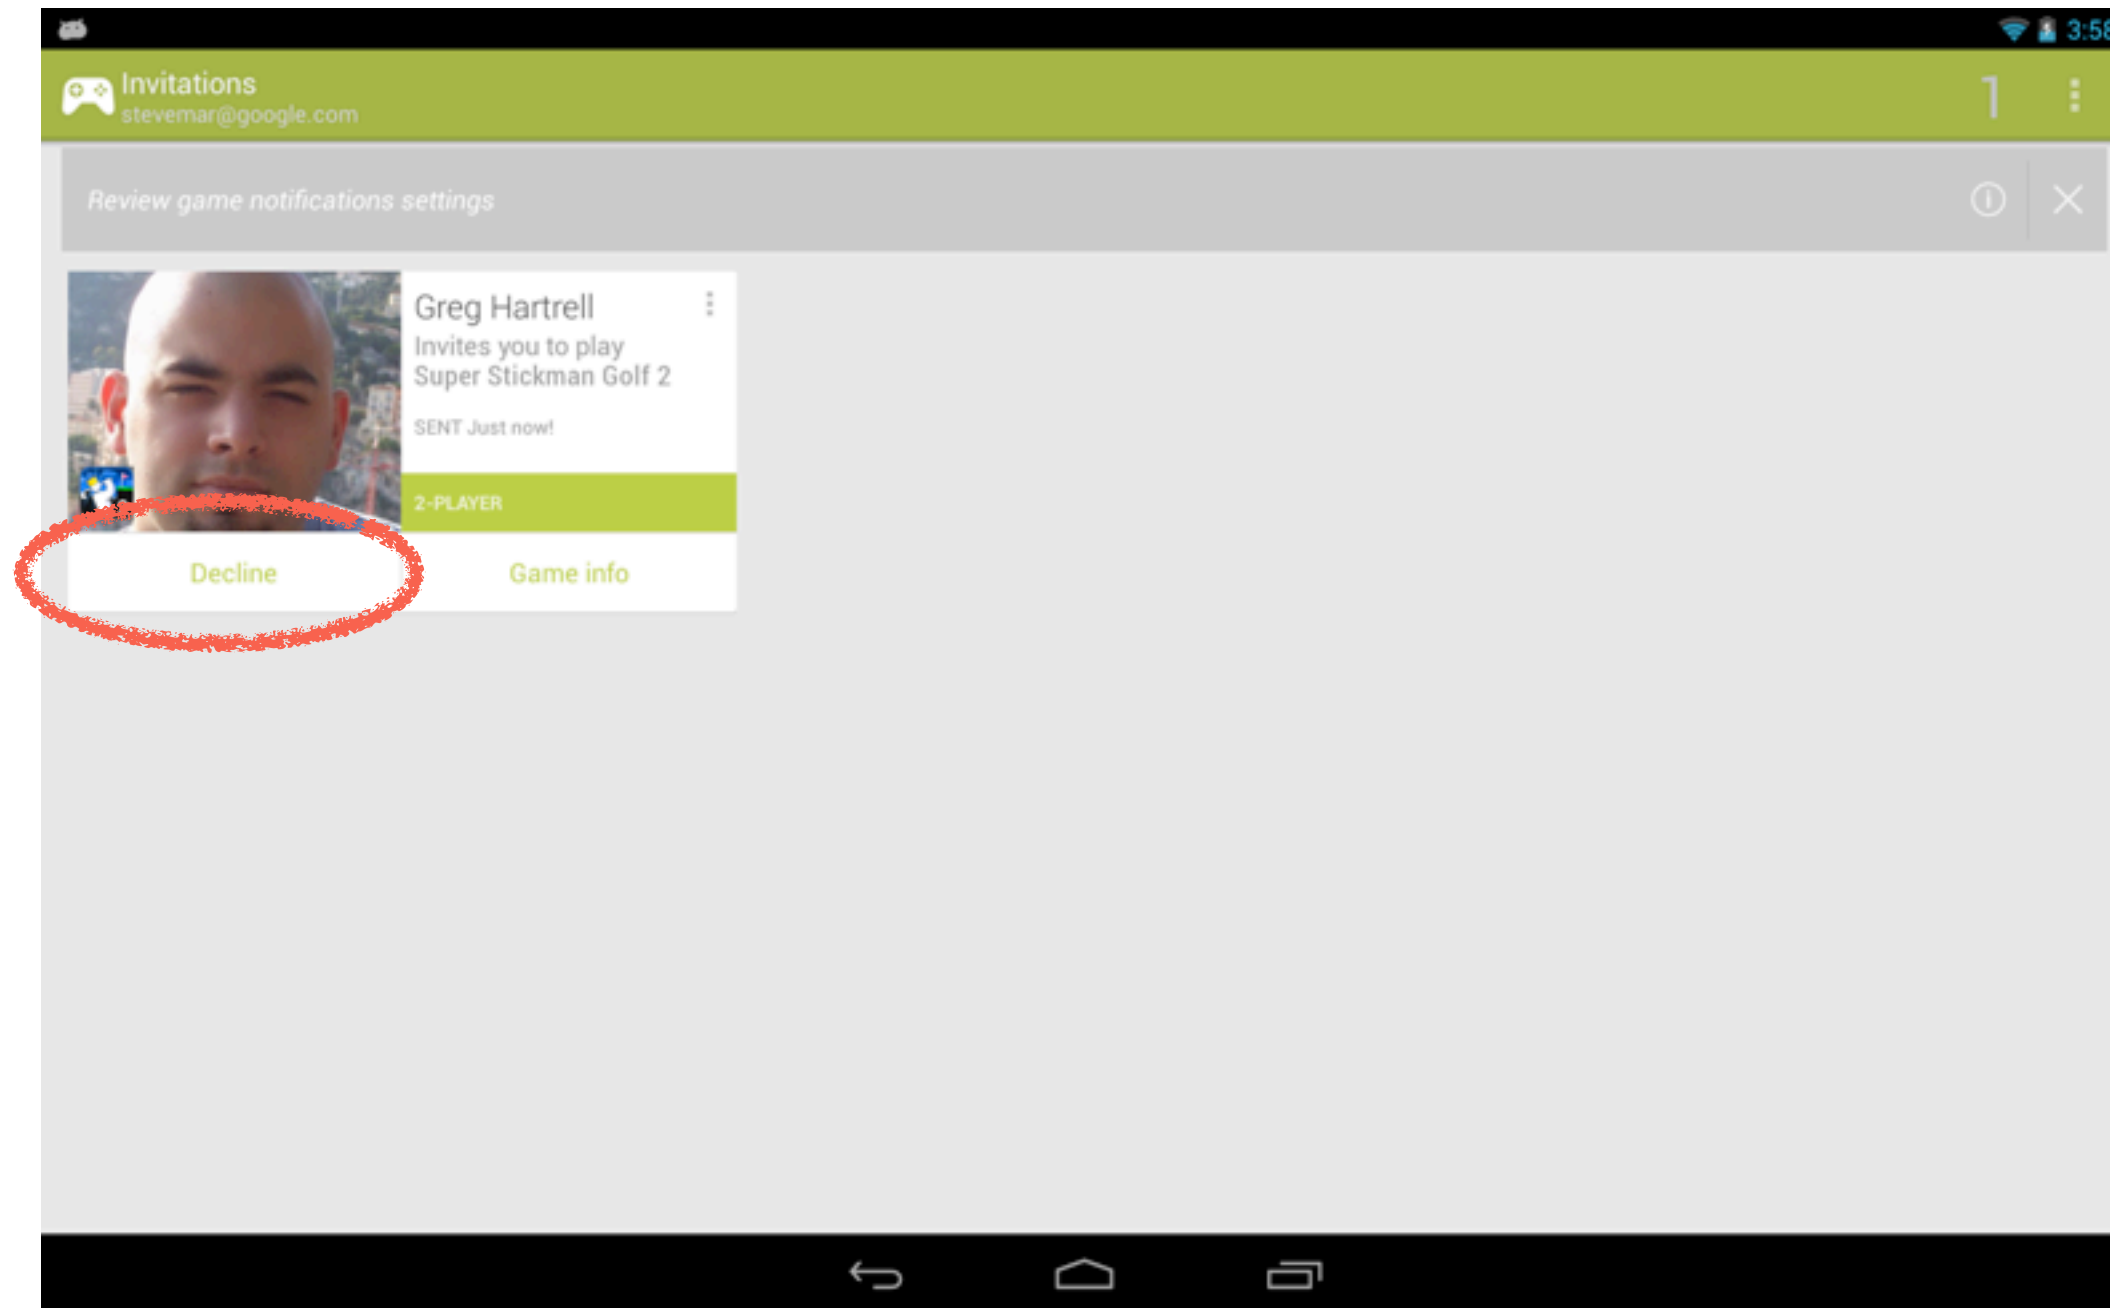 3:58
Invitations
stevemar@google.com
1
Review game notifications settings
Greg Hartrell
Invites you to play
Super Stickman Golf 2
SENT Just now!
2-PLAYER
Decline
Game info